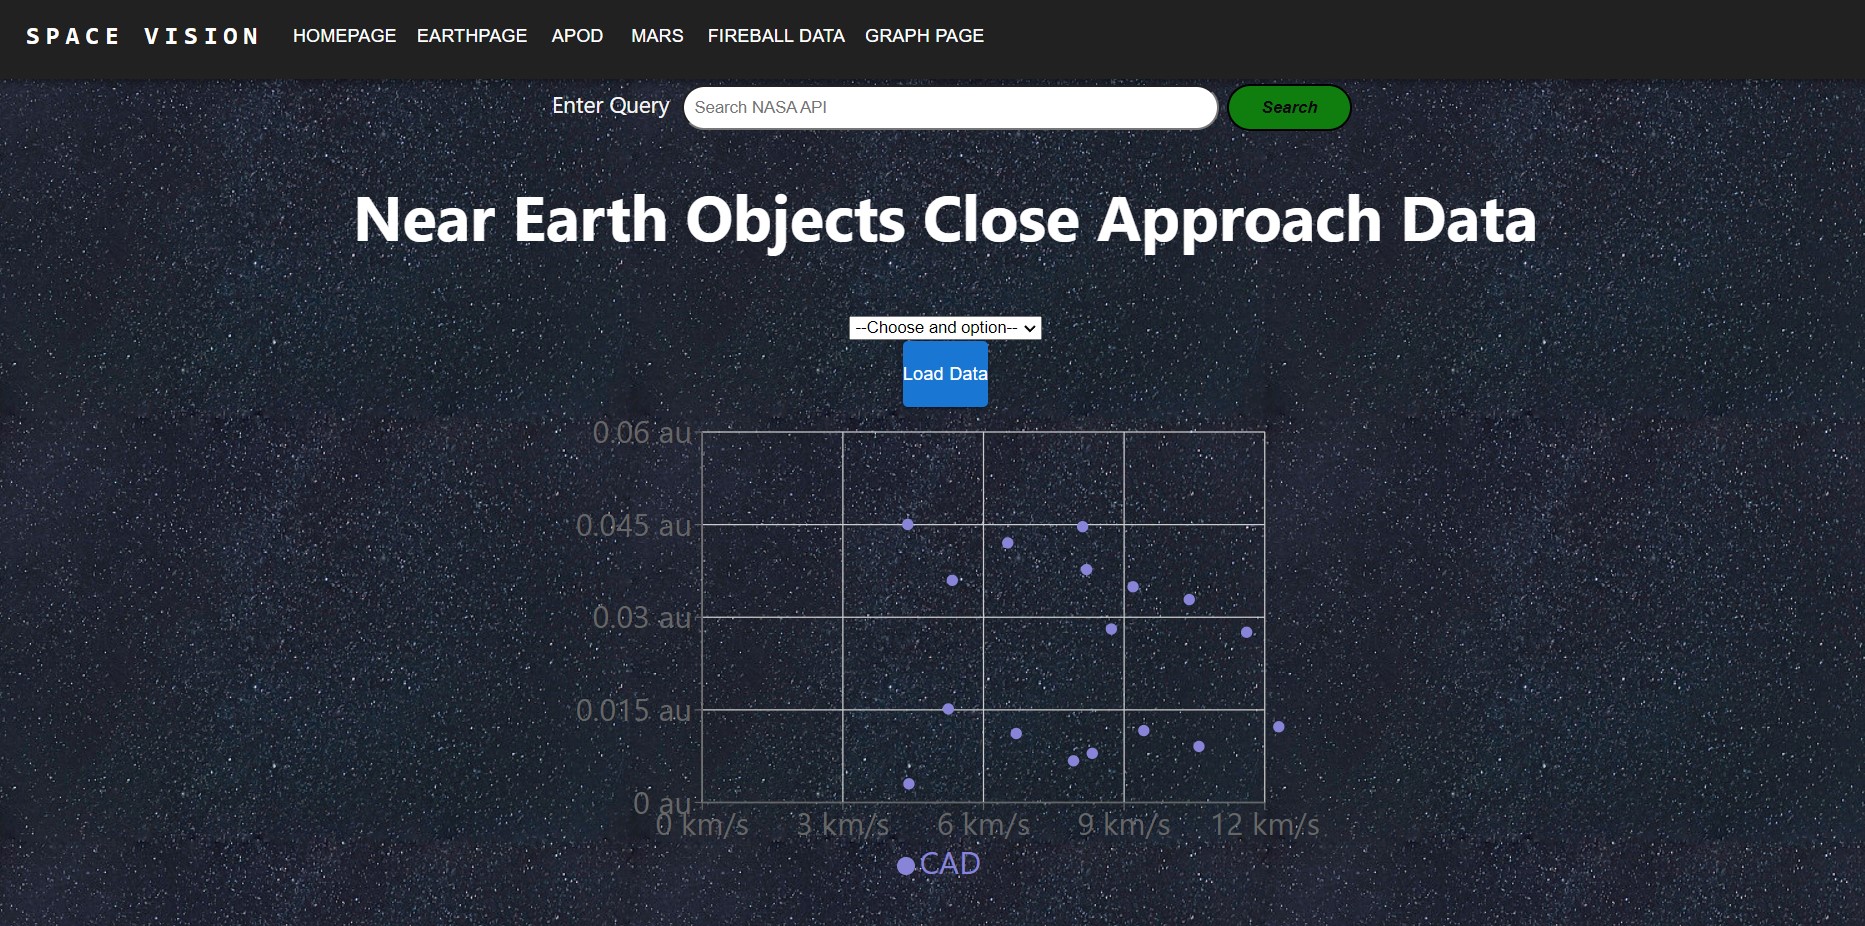 SPACE VISION HOMEPAGE EARTHPAGE APOD MARS FIREBALL DATA GRAPH PAGE
Enter Query Search NASA API Search
Near Earth Objects Close Approach Data
--Choose and option--
Load Data
0.06 au
0.045 au
0.03 au
0.015 au
0 au
0 km/s 3 km/s 6 km/s 9 km/s 12 km/s
CAD